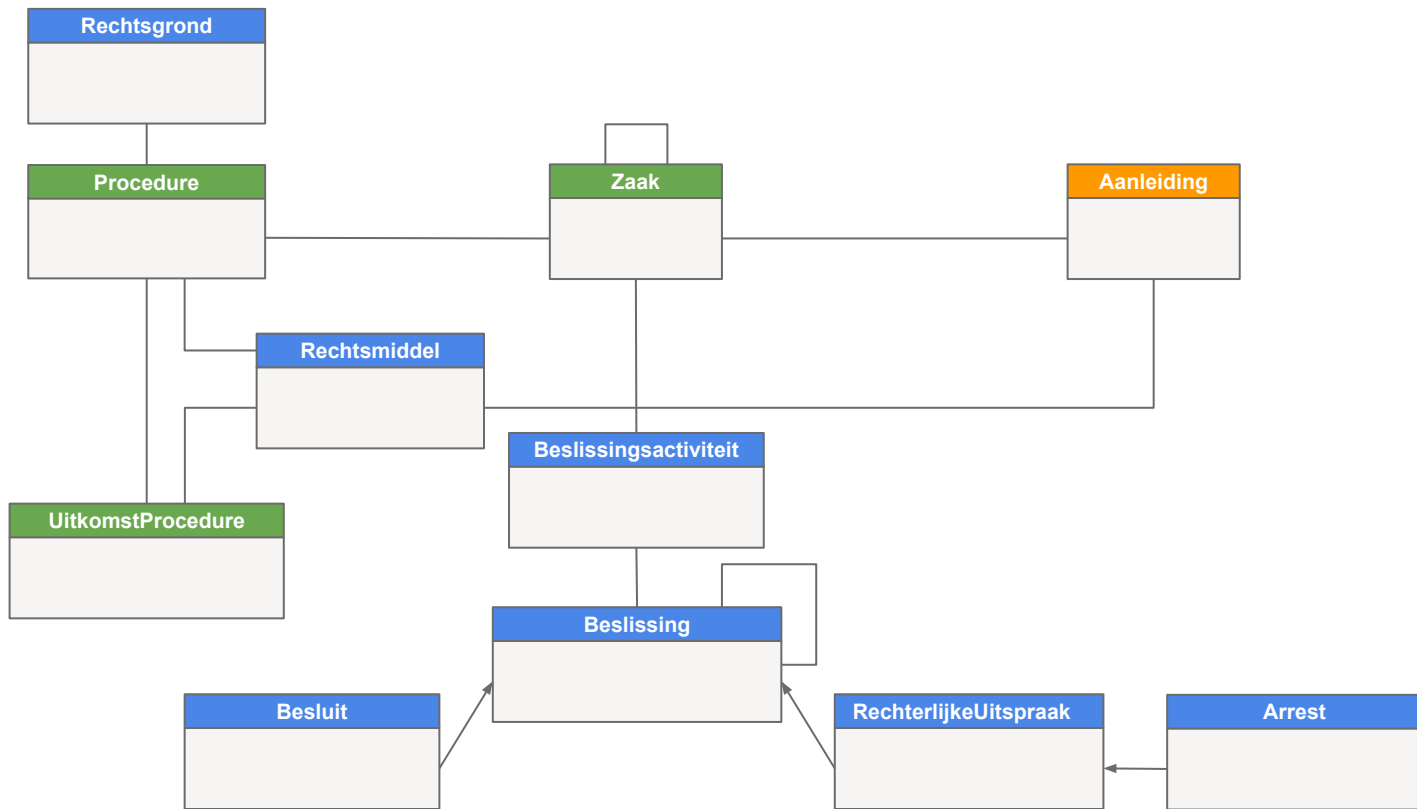 Rechtsgrond
Procedure
Zaak
Aanleiding
Rechtsmiddel
Beslissingsactiviteit
UitkomstProcedure
Beslissing
Besluit
RechterlijkeUitspraak
Arrest